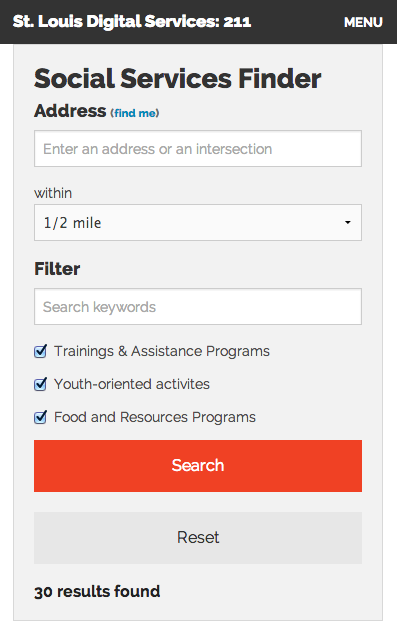 St. Louis Digital Services: 211 MENU
Social Services Finder
Address (find me)
Enter an address or an intersection
within
1/2 mile
Filter
Search keywords
Trainings & Assistance Programs
Youth-oriented activites
Food and Resources Programs
Search
Reset
30 results found